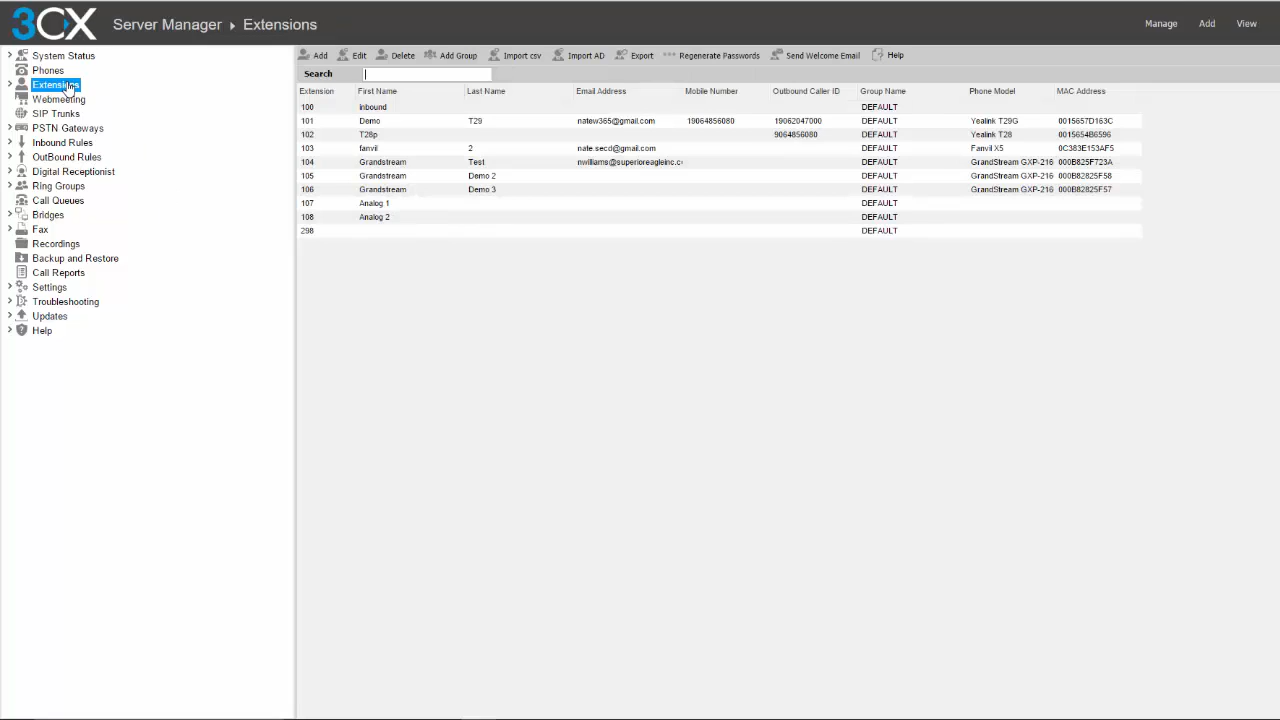 3CX Server Manager ▸ Extensions Manage Add View
System Status
Phones
Extensions
Webmeeting
SIP Trunks
PSTN Gateways
Inbound Rules
OutBound Rules
Digital Receptionist
Ring Groups
Call Queues
Bridges
Fax
Recordings
Backup and Restore
Call Reports
Settings
Troubleshooting
Updates
Help
Add Edit Delete Add Group Import csv Import AD Export Regenerate Passwords Send Welcome Email Help
Search
Extension First Name Last Name Email Address Mobile Number Outbound Caller ID Group Name Phone Model MAC Address
100 inbound DEFAULT
101 Demo T29 natew365@gmail.com 19064856080 19062047000 DEFAULT Yealink T29G 0015657D163C
102 T28p 9064856080 DEFAULT Yealink T28 0015654B6596
103 fanvil 2 nate.secd@gmail.com DEFAULT Fanvil X5 0C383E153AF5
104 Grandstream Test nwilliams@superioreagleinc.c DEFAULT GrandStream GXP-216 000B825F723A
105 Grandstream Demo 2 DEFAULT GrandStream GXP-216 000B82825F58
106 Grandstream Demo 3 DEFAULT GrandStream GXP-216 000B82825F57
107 Analog 1 DEFAULT
108 Analog 2 DEFAULT
298 DEFAULT